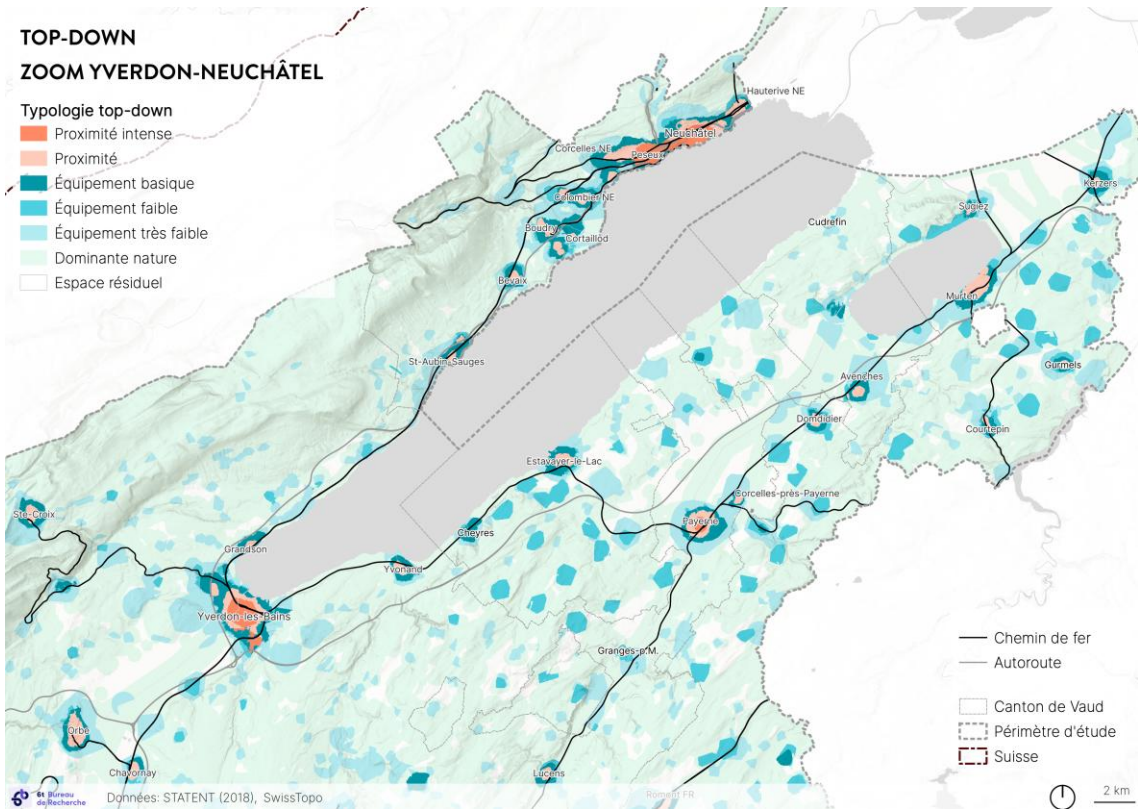 TOP-DOWN
ZOOM YVERDON-NEUCHÂTEL
Typologie top-down
Proximité intense
Proximité
Équipement basique
Équipement faible
Équipement très faible
Dominante nature
Espace résiduel
Hauterive NE
Neuchâtel
Corcelles NE
Peseux
Colombier NE
Boudry
Cortaillod
Bevaix
St-Aubin-Sauges
Cudrefin
Sugiez
Kerzers
Murten
Gurmels
Avenches
Domdidier
Courtepin
Estavayer-le-Lac
Corcelles-près-Payerne
Payerne
Cheyres
Yvonand
Ste-Croix
Grandson
Yverdon-les-Bains
Granges-p.M.
Orbe
Chavornay
Lucens
Romont FR
Chemin de fer
Autoroute
Canton de Vaud
Périmètre d'étude
Suisse
6t Bureau
de Recherche
Données: STATENT (2018), SwissTopo
2 km